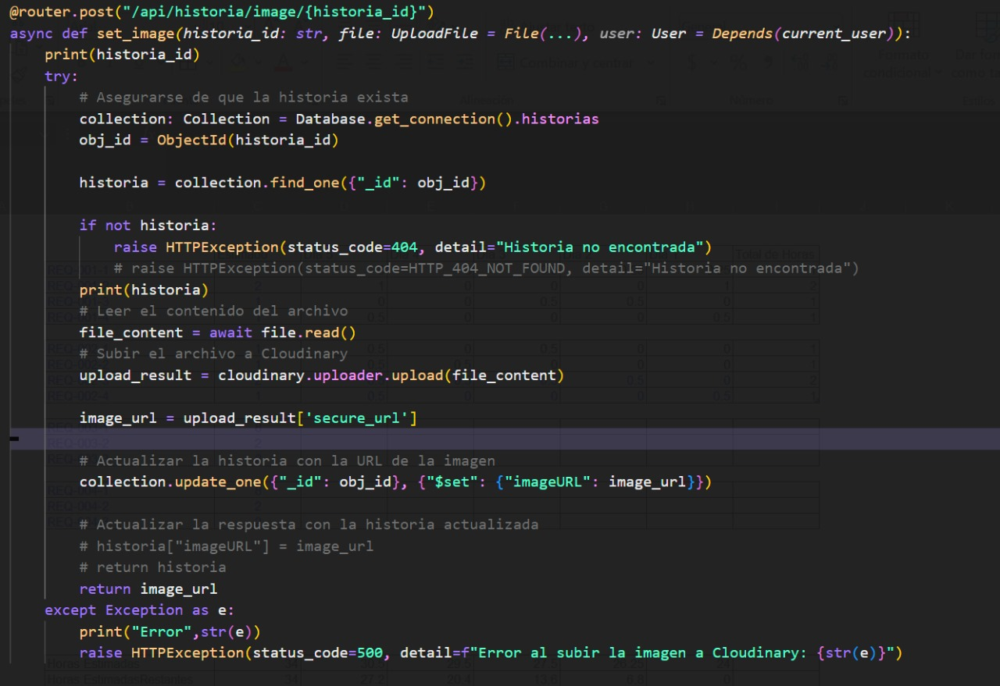 @router.post("/api/historia/image/{historia_id}")
async def set_image(historia_id: str, file: UploadFile = File(...), user: User = Depends(current_user)):
    print(historia_id)
    try:
        # Asegurarse de que la historia exista
        collection: Collection = Database.get_connection().historias
        obj_id = ObjectId(historia_id)

        historia = collection.find_one({"_id": obj_id})

        if not historia:
            raise HTTPException(status_code=404, detail="Historia no encontrada")
            # raise HTTPException(status_code=HTTP_404_NOT_FOUND, detail="Historia no encontrada")
        print(historia)
        # Leer el contenido del archivo
        file_content = await file.read()
        # Subir el archivo a Cloudinary
        upload_result = cloudinary.uploader.upload(file_content)

        image_url = upload_result['secure_url']

        # Actualizar la historia con la URL de la imagen
        collection.update_one({"_id": obj_id}, {"$set": {"imageURL": image_url}})

        # Actualizar la respuesta con la historia actualizada
        # historia["imageURL"] = image_url
        # return historia
        return image_url
    except Exception as e:
        print("Error",str(e))
        raise HTTPException(status_code=500, detail=f"Error al subir la imagen a Cloudinary: {str(e)}")